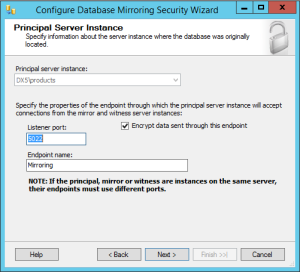 Configure Database Mirroring Security Wizard
Principal Server Instance
Specify information about the server instance where the database was originally
located.
Principal server instance:
DXS\products
Specify the properties of the endpoint through which the principal server instance will accept
connections from the mirror and witness server instances:
Listener port:
Encrypt data sent through this endpoint
5022
Endpoint name:
Mirroring
NOTE: If the principal, mirror or witness are instances on the same server,
their endpoints must use different ports.
Help
< Back
Next >
Finish >>|
Cancel